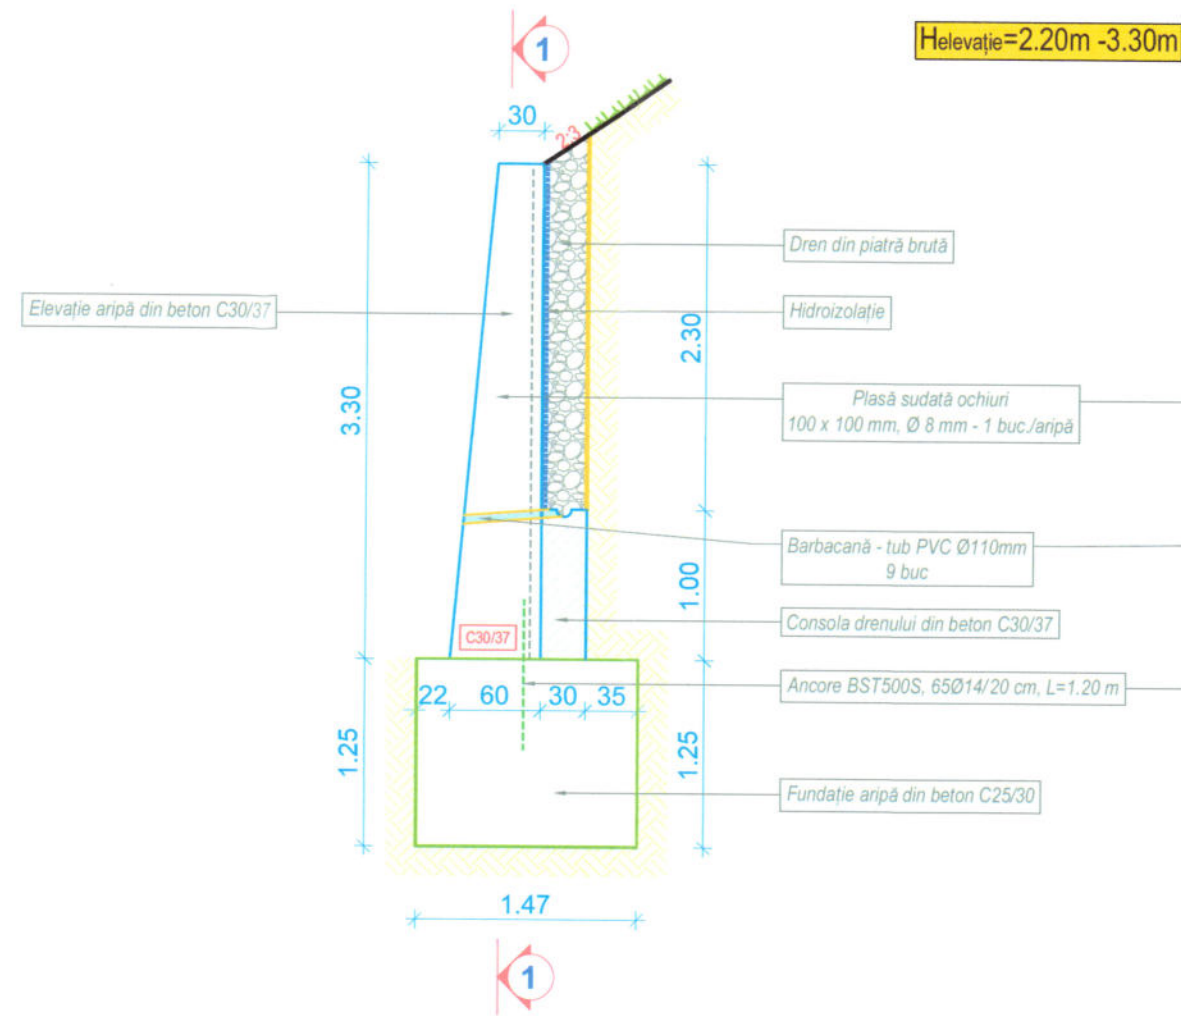 1
Helevație=2.20m -3.30m
30
2:3
Dren din piatră brută
Elevație aripă din beton C30/37
Hidroizolație
2.30
3.30
Plasă sudată ochiuri
100 x 100 mm, Ø 8 mm - 1 buc./aripă
Barbacană - tub PVC Ø110mm
9 buc
1.00
Consola drenului din beton C30/37
C30/37
Ancore BST500S, 65Ø14/20 cm, L=1.20 m
22 60 30 35
1.25
1.25
Fundație aripă din beton C25/30
1.47
1